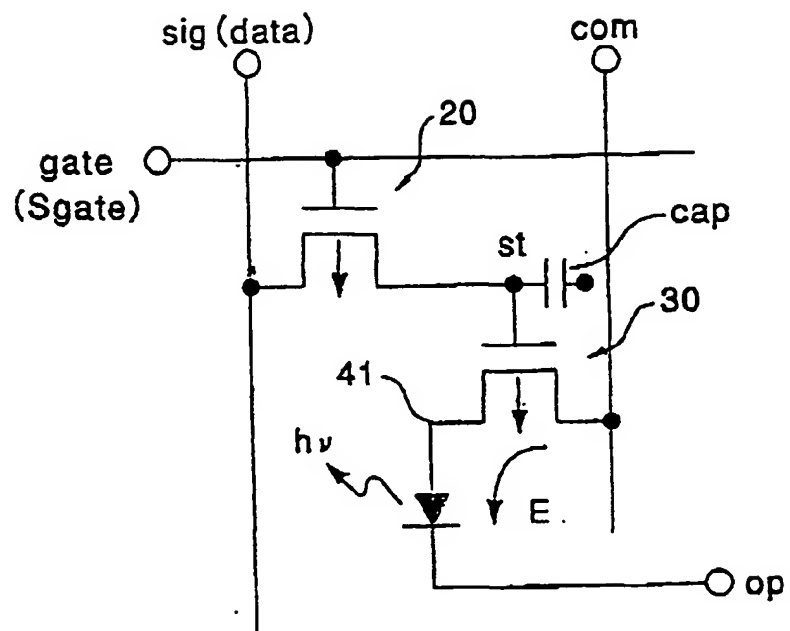 sig (data)
com
20
gate
(Sgate)
cap
st
30
41
hν
E
op